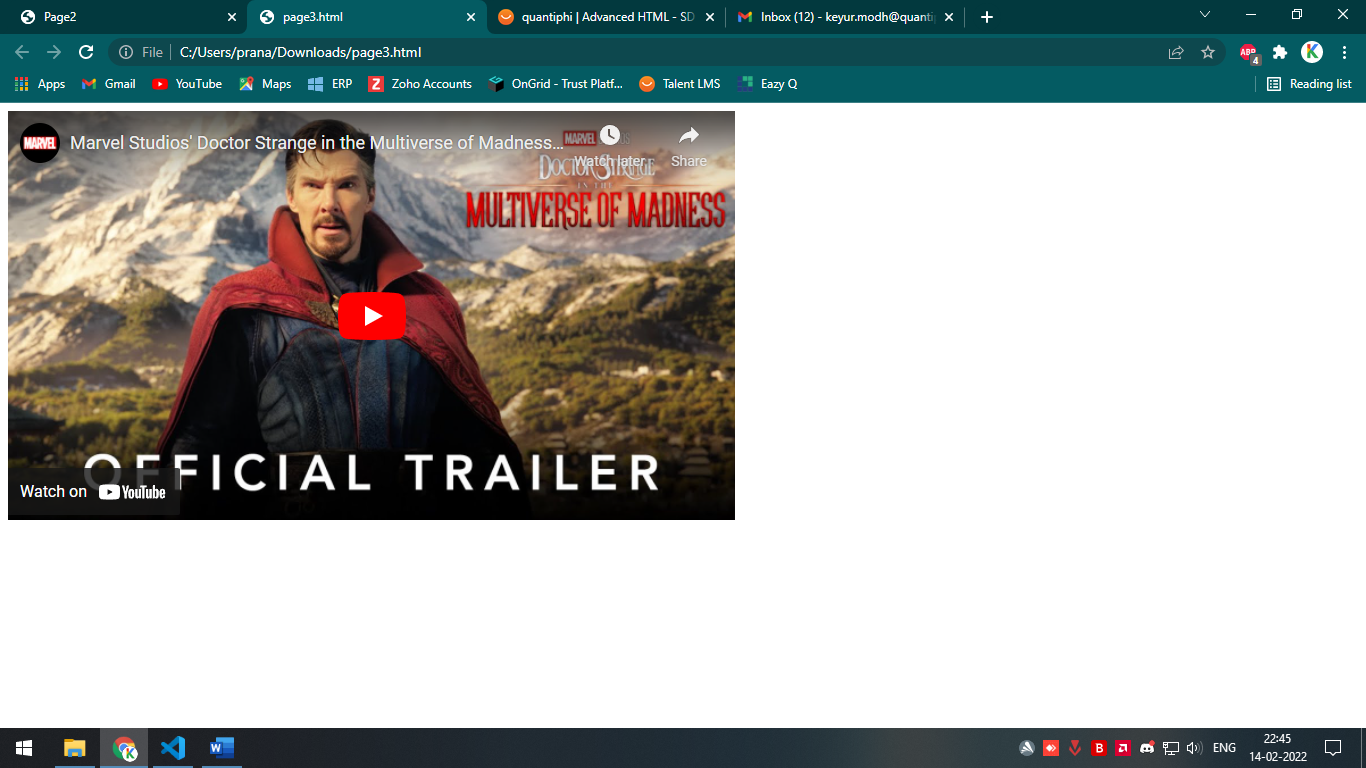 Page2
page3.html
quantiphi | Advanced HTML - SD
Inbox (12) - keyur.modh@quanti
File
C:/Users/prana/Downloads/page3.html
ABP
4
K
Apps
Gmail
YouTube
Maps
ERP
Z
Zoho Accounts
OnGrid - Trust Platf...
Talent LMS
Eazy Q
Reading list
MARVEL
Marvel Studios' Doctor Strange in the Multiverse of Madness...
Watch later
Share
MARVEL STUDIOS
DOCTOR STRANGE
IN THE
MULTIVERSE OF MADNESS
OFFICIAL TRAILER
Watch on YouTube
K
W
B
ENG
22:45
14-02-2022